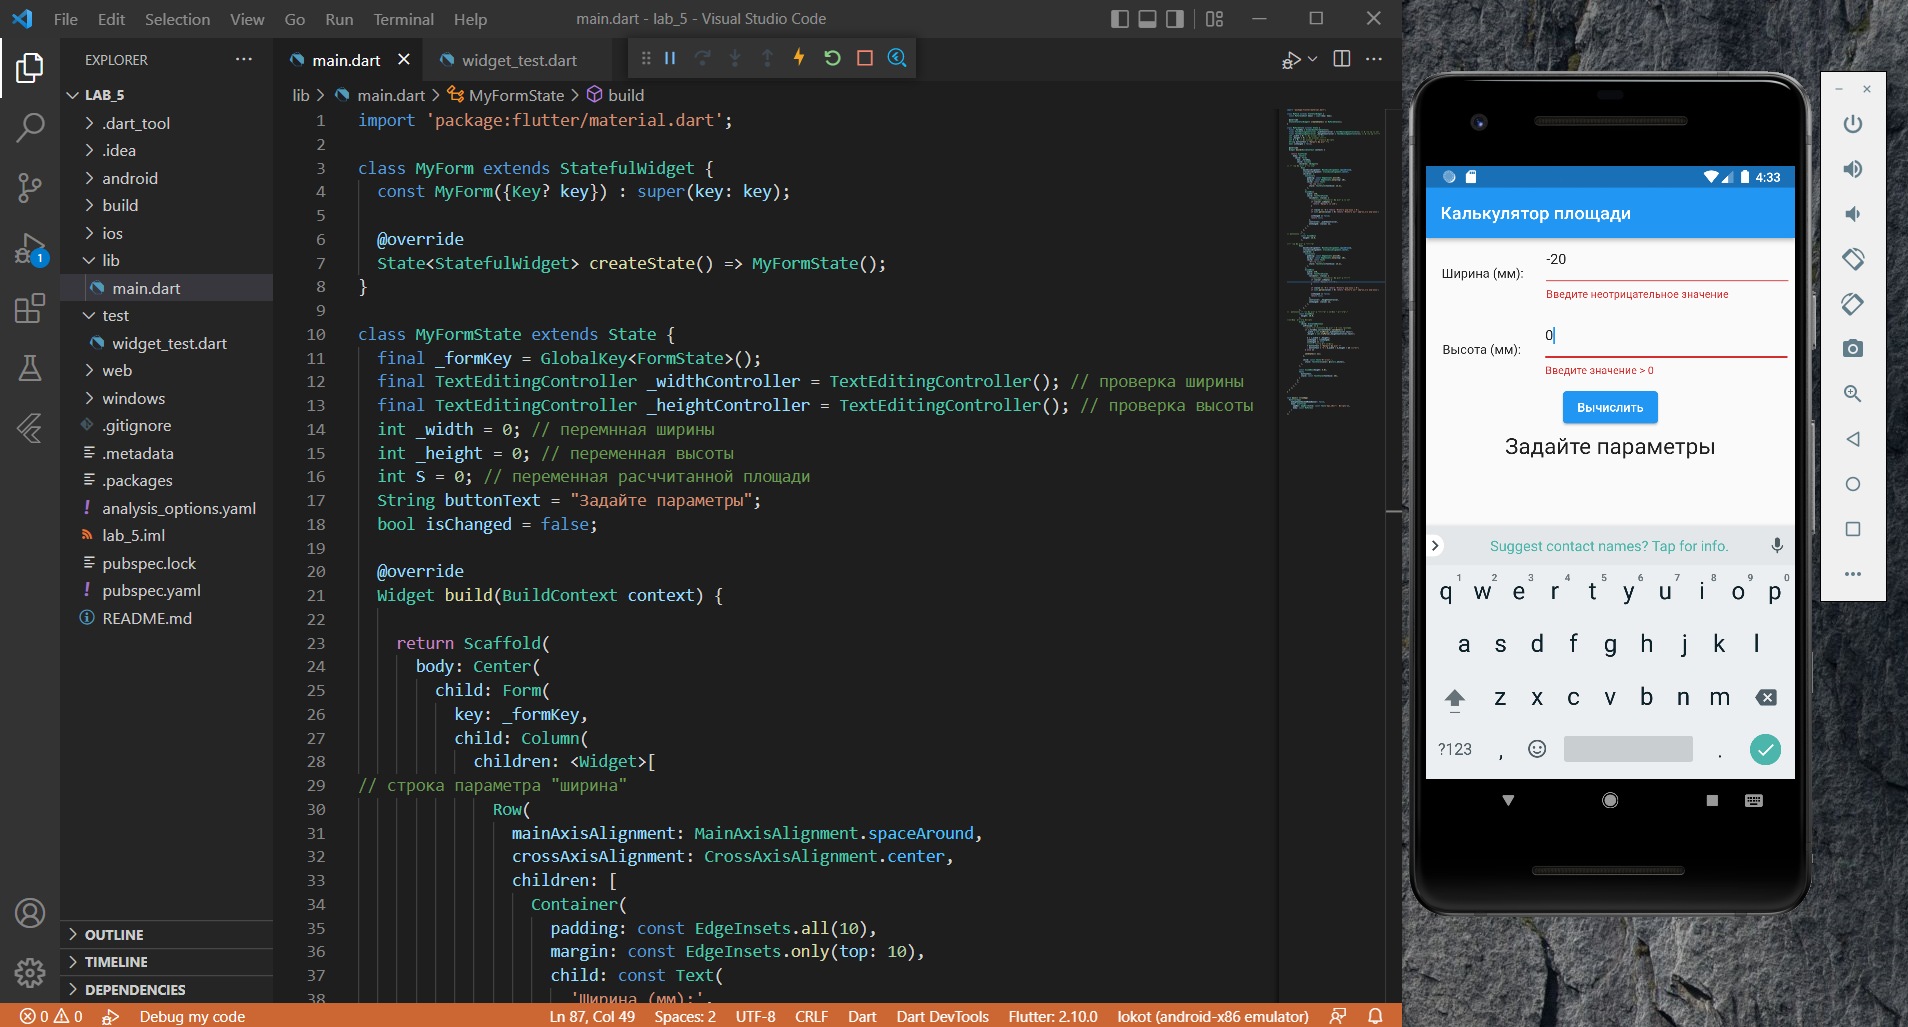 File Edit Selection View Go Run Terminal Help
main.dart - lab_5 - Visual Studio Code
EXPLORER
LAB_5
.dart_tool
.idea
android
build
ios
lib
main.dart
test
widget_test.dart
web
windows
.gitignore
.metadata
.packages
analysis_options.yaml
lab_5.iml
pubspec.lock
pubspec.yaml
README.md
OUTLINE
TIMELINE
DEPENDENCIES
1
main.dart
widget_test.dart
lib > main.dart > MyFormState > build
1 import 'package:flutter/material.dart';
2
3 class MyForm extends StatefulWidget {
4 const MyForm({Key? key}) : super(key: key);
5
6 @override
7 State<StatefulWidget> createState() => MyFormState();
8 }
9
10 class MyFormState extends State {
11 final _formKey = GlobalKey<FormState>();
12 final TextEditingController _widthController = TextEditingController(); // проверка ширины
13 final TextEditingController _heightController = TextEditingController(); // проверка высоты
14 int _width = 0; // перемнная ширины
15 int _height = 0; // переменная высоты
16 int S = 0; // переменная расччитанной площади
17 String buttonText = "Задайте параметры";
18 bool isChanged = false;
19
20 @override
21 Widget build(BuildContext context) {
22
23 return Scaffold(
24 body: Center(
25 child: Form(
26 key: _formKey,
27 child: Column(
28 children: <Widget>[
29 // строка параметра "ширина"
30 Row(
31 mainAxisAlignment: MainAxisAlignment.spaceAround,
32 crossAxisAlignment: CrossAxisAlignment.center,
33 children: [
34 Container(
35 padding: const EdgeInsets.all(10),
36 margin: const EdgeInsets.only(top: 10),
37 child: const Text(
38 'Ширина (мм):',
0 0 Debug my code
Ln 87, Col 49 Spaces: 2 UTF-8 CRLF Dart Dart DevTools Flutter: 2.10.0 lokot (android-x86 emulator)
4:33
Калькулятор площади
Ширина (мм):
-20
Введите неотрицательное значение
Высота (мм):
0
Введите значение > 0
Вычислить
Задайте параметры
Suggest contact names? Tap for info.
1 2 3 4 5 6 7 8 9 0
q w e r t y u i o p
a s d f g h j k l
z x c v b n m
?123 , .